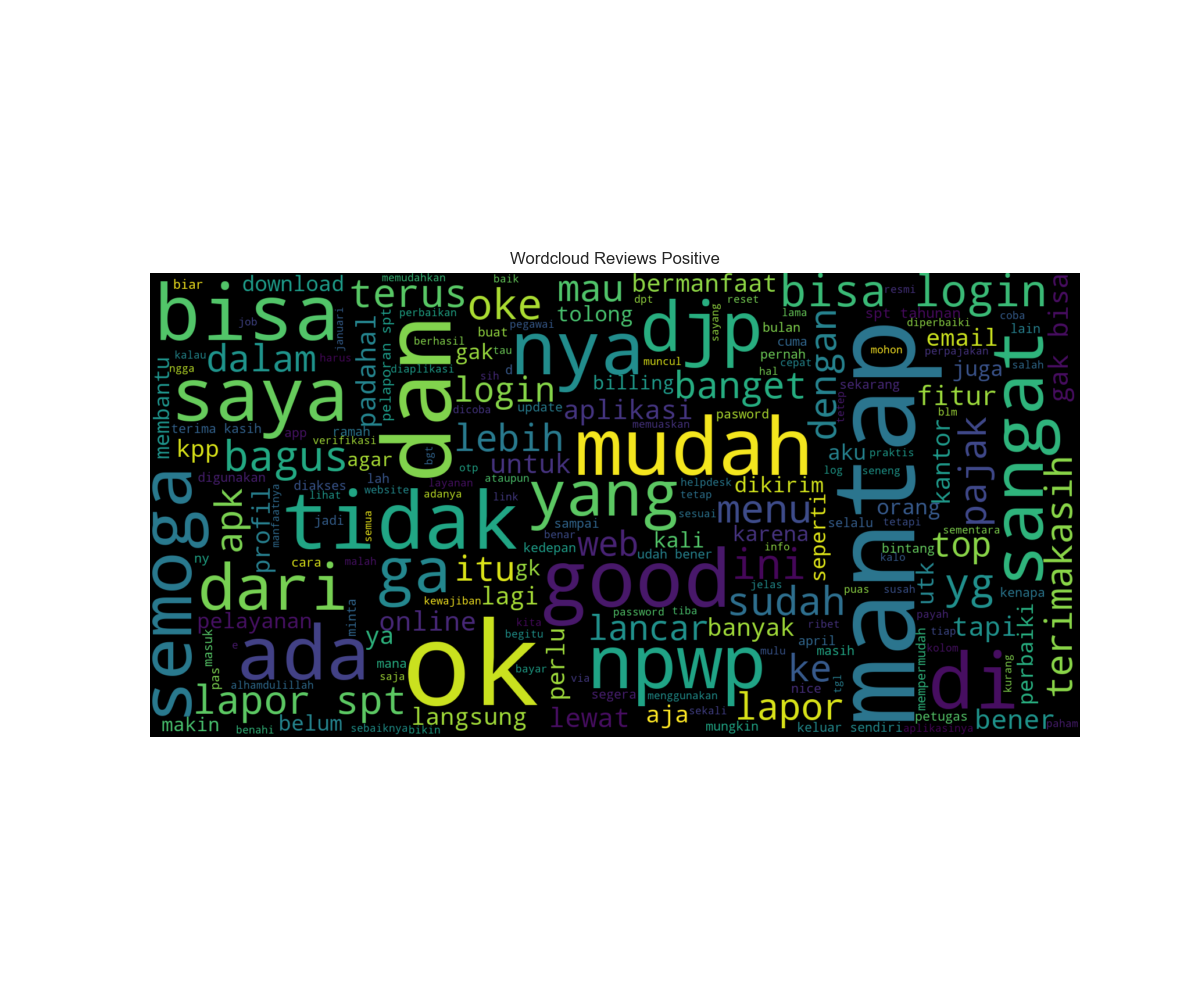 Wordcloud Reviews Positive
biar
download
memudahkan
baik
bermanfaat
bisa login
resmi
bisa
job
januari
terus
perbaikan
oke
mau
tolong
dpt
reset
sayang
lama
spt tahunan
coba
diperbaiki
lain
djp
bulan
cuma
pernah
cepat
hal
mohon
email
perpajakan
salah
gak bisa
kalau
ngga
dalam
harus
padahal
pelaporan spt
berhasil
diaplikasi
dan
gak
buat
tau
pegawai
sih
d
nya
muncul
billing
banget
dengan
sekarang
tetep
juga
fitur
membantu
saya
login
update
dicoba
aplikasi
memuaskan
pasword
mantap
blm
sangat
terima kasih
app
ramah
verifikasi
kpp
bagus
agar
bgt
lebih
mudah
aku
praktis
kantor
pajak
digunakan
lah
diakses
otp
untuk
ataupun
helpdesk
dikirim
log
seneng
semoga
apk
profil
lihat
manfaatnya
website
layanan
adanya
link
yang
tetap
sesuai
menu
orang
jadi
semua
tidak
sampai
benar
web
kali
karena
seperti
selalu
tetapi
sementara
ny
cara
malah
kedepan
udah bener
info
bintang
kalo
top
terimakasih
dari
ga
itu
gk
good
ini
jelas
puas
susah
utk
yg
kenapa
kewajiban
lagi
sudah
pelayanan
minta
online
kita
password
tiba
lancar
banyak
ribet
april
payah
tiap
kolom
tapi
perbaiki
masuk
pas
e
ada
ya
mana
saja
ok
begitu
bayar
perlu
via
npwp
mulu
masih
ke
nice
tgl
mempermudah
di
kurang
alhamdulillah
lapor spt
segera
menggunakan
lapor
makin
benahi
belum
sebaiknya
bikin
langsung
lewat
aja
sekali
mungkin
keluar
sendiri
petugas
aplikasinya
bener
paham